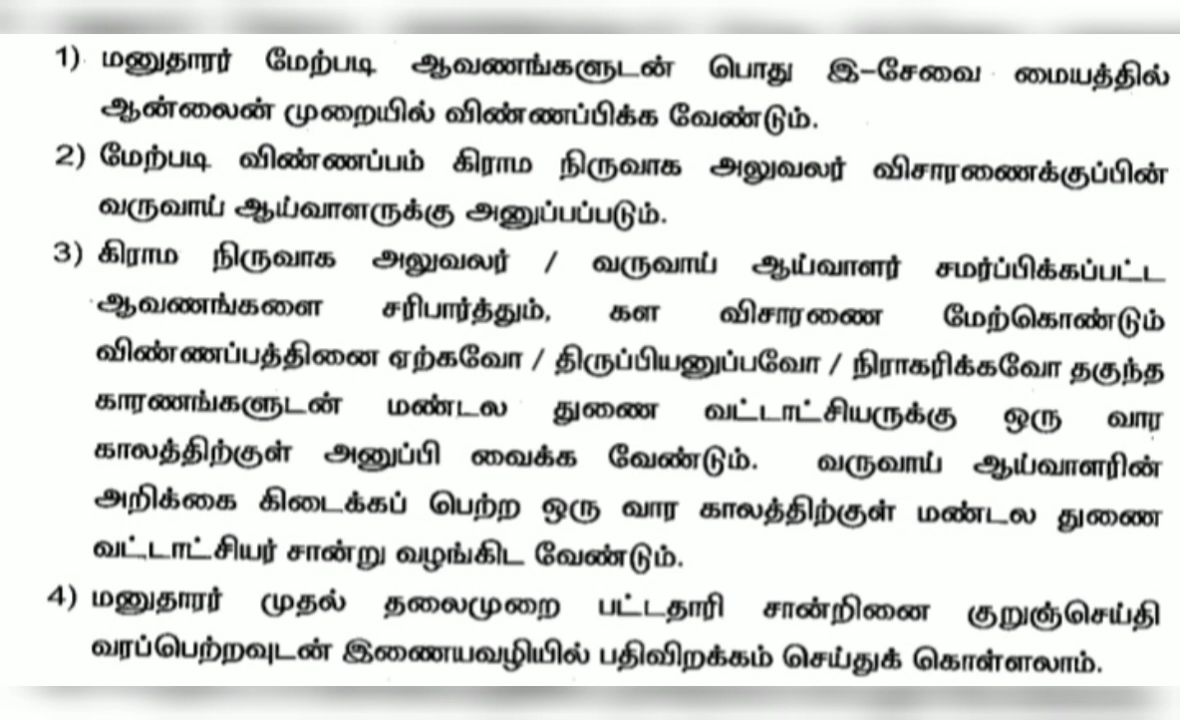 1) மனுதாரர் மேற்படி ஆவணங்களுடன் பொது இ-சேவை மையத்தில்
ஆன்லைன் முறையில் விண்ணப்பிக்க வேண்டும்.
2) மேற்படி விண்ணப்பம் கிராம நிருவாக அலுவலர் விசாரணைக்குப்பின்
வருவாய் ஆய்வாளருக்கு அனுப்பப்படும்.
3) கிராம நிருவாக அலுவலர் / வருவாய் ஆய்வாளர் சமர்ப்பிக்கப்பட்ட
ஆவணங்களை சரிபார்த்தும், கள விசாரணை மேற்கொண்டும்
விண்ணப்பத்தினை ஏற்கவோ / திருப்பியனுப்பவோ / நிராகரிக்கவோ தகுந்த
காரணங்களுடன் மண்டல துணை வட்டாட்சியருக்கு ஒரு வார
காலத்திற்குள் அனுப்பி வைக்க வேண்டும். வருவாய் ஆய்வாளரின்
அறிக்கை கிடைக்கப் பெற்ற ஒரு வார காலத்திற்குள் மண்டல துணை
வட்டாட்சியர் சான்று வழங்கிட வேண்டும்.
4) மனுதாரர் முதல் தலைமுறை பட்டதாரி சான்றினை குறுஞ்செய்தி
வரப்பெற்றவுடன் இணையவழியில் பதிவிறக்கம் செய்துக் கொள்ளலாம்.